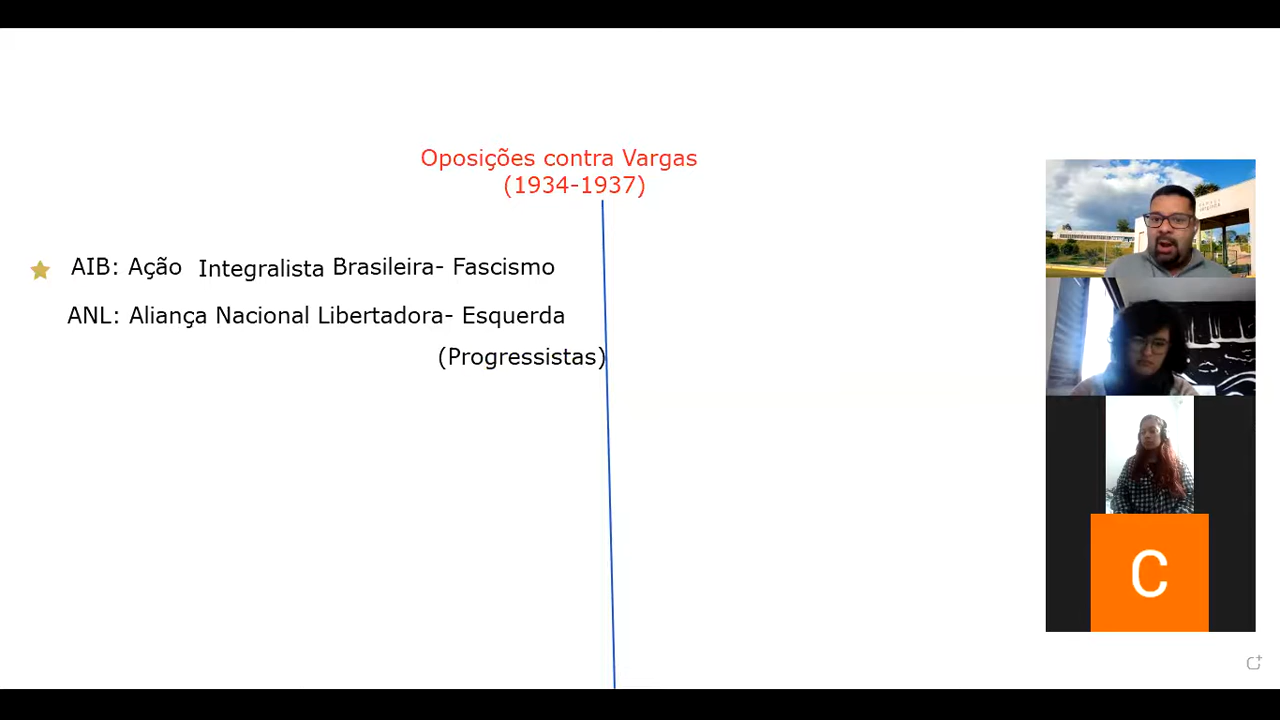 Oposições contra Vargas
(1934-1937)
AIB: Ação Integralista Brasileira- Fascismo
ANL: Aliança Nacional Libertadora- Esquerda
(Progressistas)
C